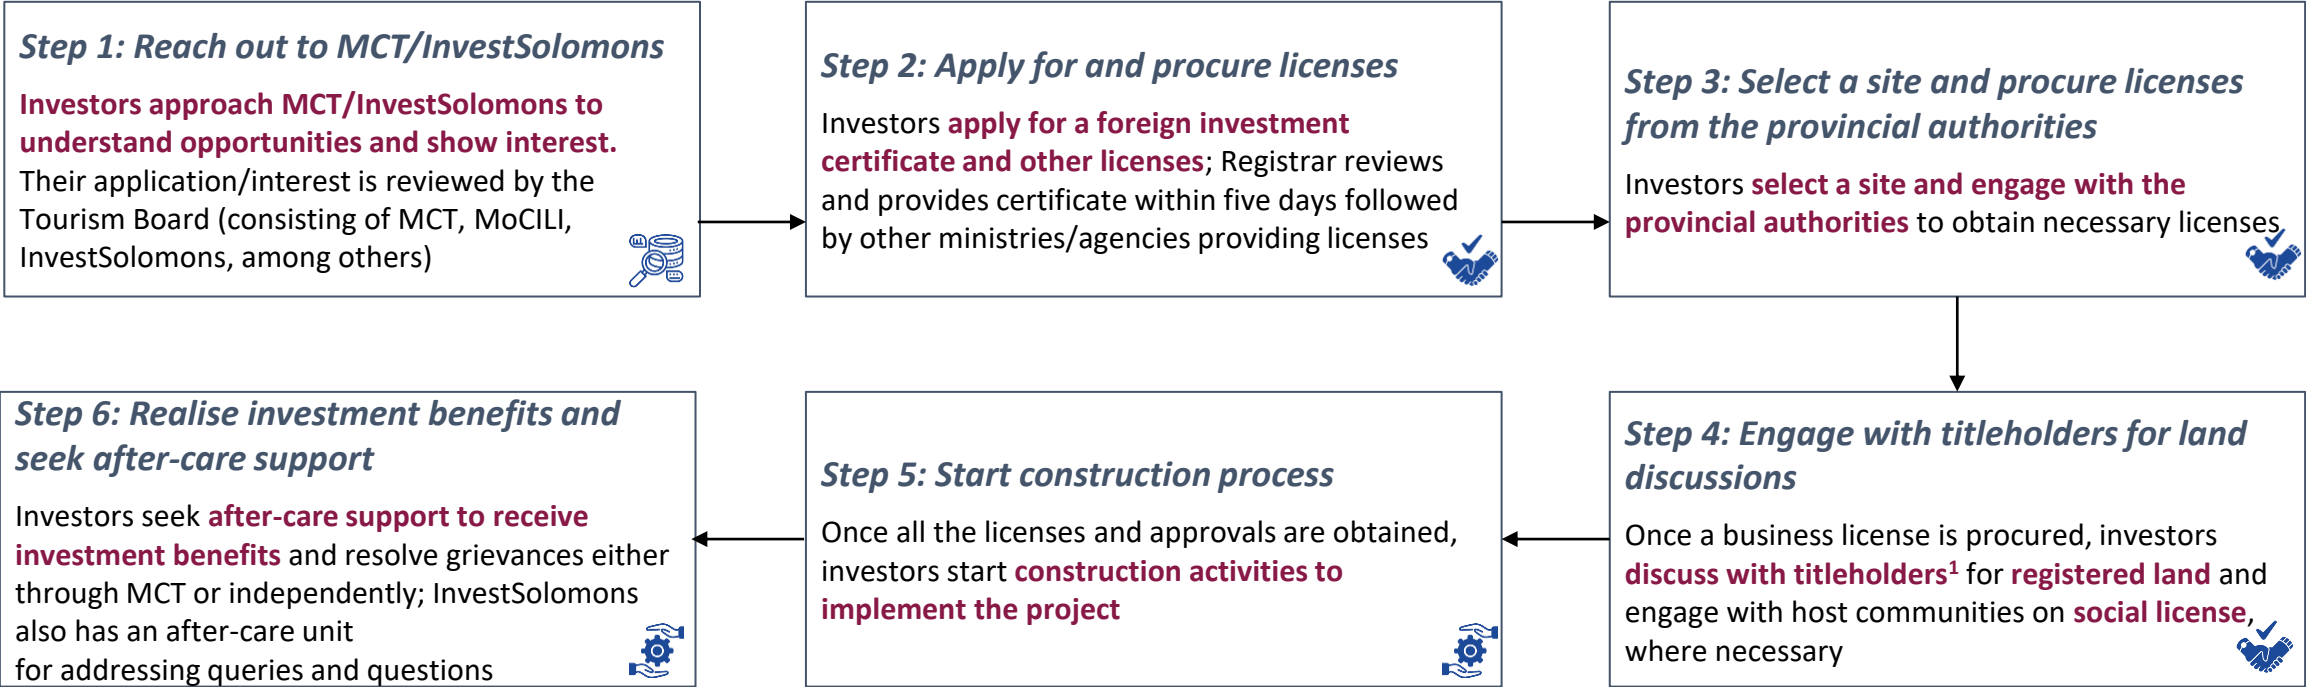 Step 1: Reach out to MCT/InvestSolomons
Investors approach MCT/InvestSolomons to
understand opportunities and show interest.
Their application/interest is reviewed by the
Tourism Board (consisting of MCT, MoCILI,
InvestSolomons, among others)
Step 2: Apply for and procure licenses
Investors apply for a foreign investment
certificate and other licenses; Registrar reviews
and provides certificate within five days followed
by other ministries/agencies providing licenses
Step 3: Select a site and procure licenses
from the provincial authorities
Investors select a site and engage with the
provincial authorities to obtain necessary licenses
Step 4: Engage with titleholders for land
discussions
Once a business license is procured, investors
discuss with titleholders¹ for registered land and
engage with host communities on social license,
where necessary
Step 5: Start construction process
Once all the licenses and approvals are obtained,
investors start construction activities to
implement the project
Step 6: Realise investment benefits and
seek after-care support
Investors seek after-care support to receive
investment benefits and resolve grievances either
through MCT or independently; InvestSolomons
also has an after-care unit
for addressing queries and questions